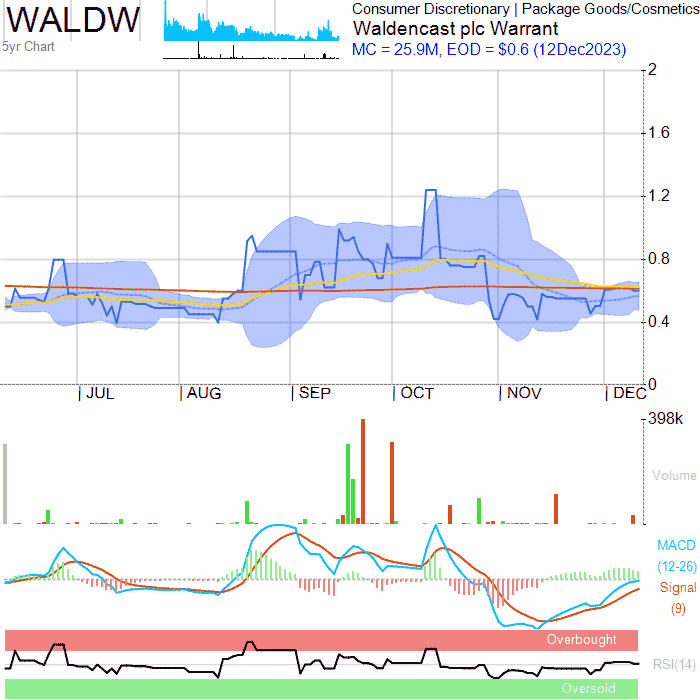 WALDW
5yr Chart
Consumer Discretionary | Package Goods/Cosmetics
Waldencast plc Warrant
MC = 25.9M, EOD = $0.6 (12Dec2023)
2
1.6
1.2
0.8
0.4
0
JUL
AUG
SEP
OCT
NOV
DEC
398k
Volume
MACD
(12-26)
Signal
(9)
Overbought
RSI(14)
Oversold